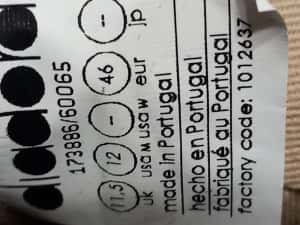 diadora
173896/60065
11,5 12 - 46 --
uk usa m usa w eur jp
made in Portugal
hecho en Portugal
fabriqué au Portugal
factory code: 1012637